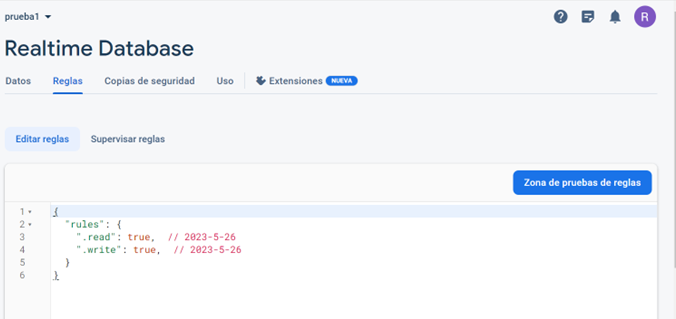 prueba1
R
Realtime Database
Datos Reglas Copias de seguridad Uso Extensiones NUEVA
Editar reglas Supervisar reglas
Zona de pruebas de reglas
1 {
2 "rules": {
3 ".read": true, // 2023-5-26
4 ".write": true, // 2023-5-26
5 }
6 }